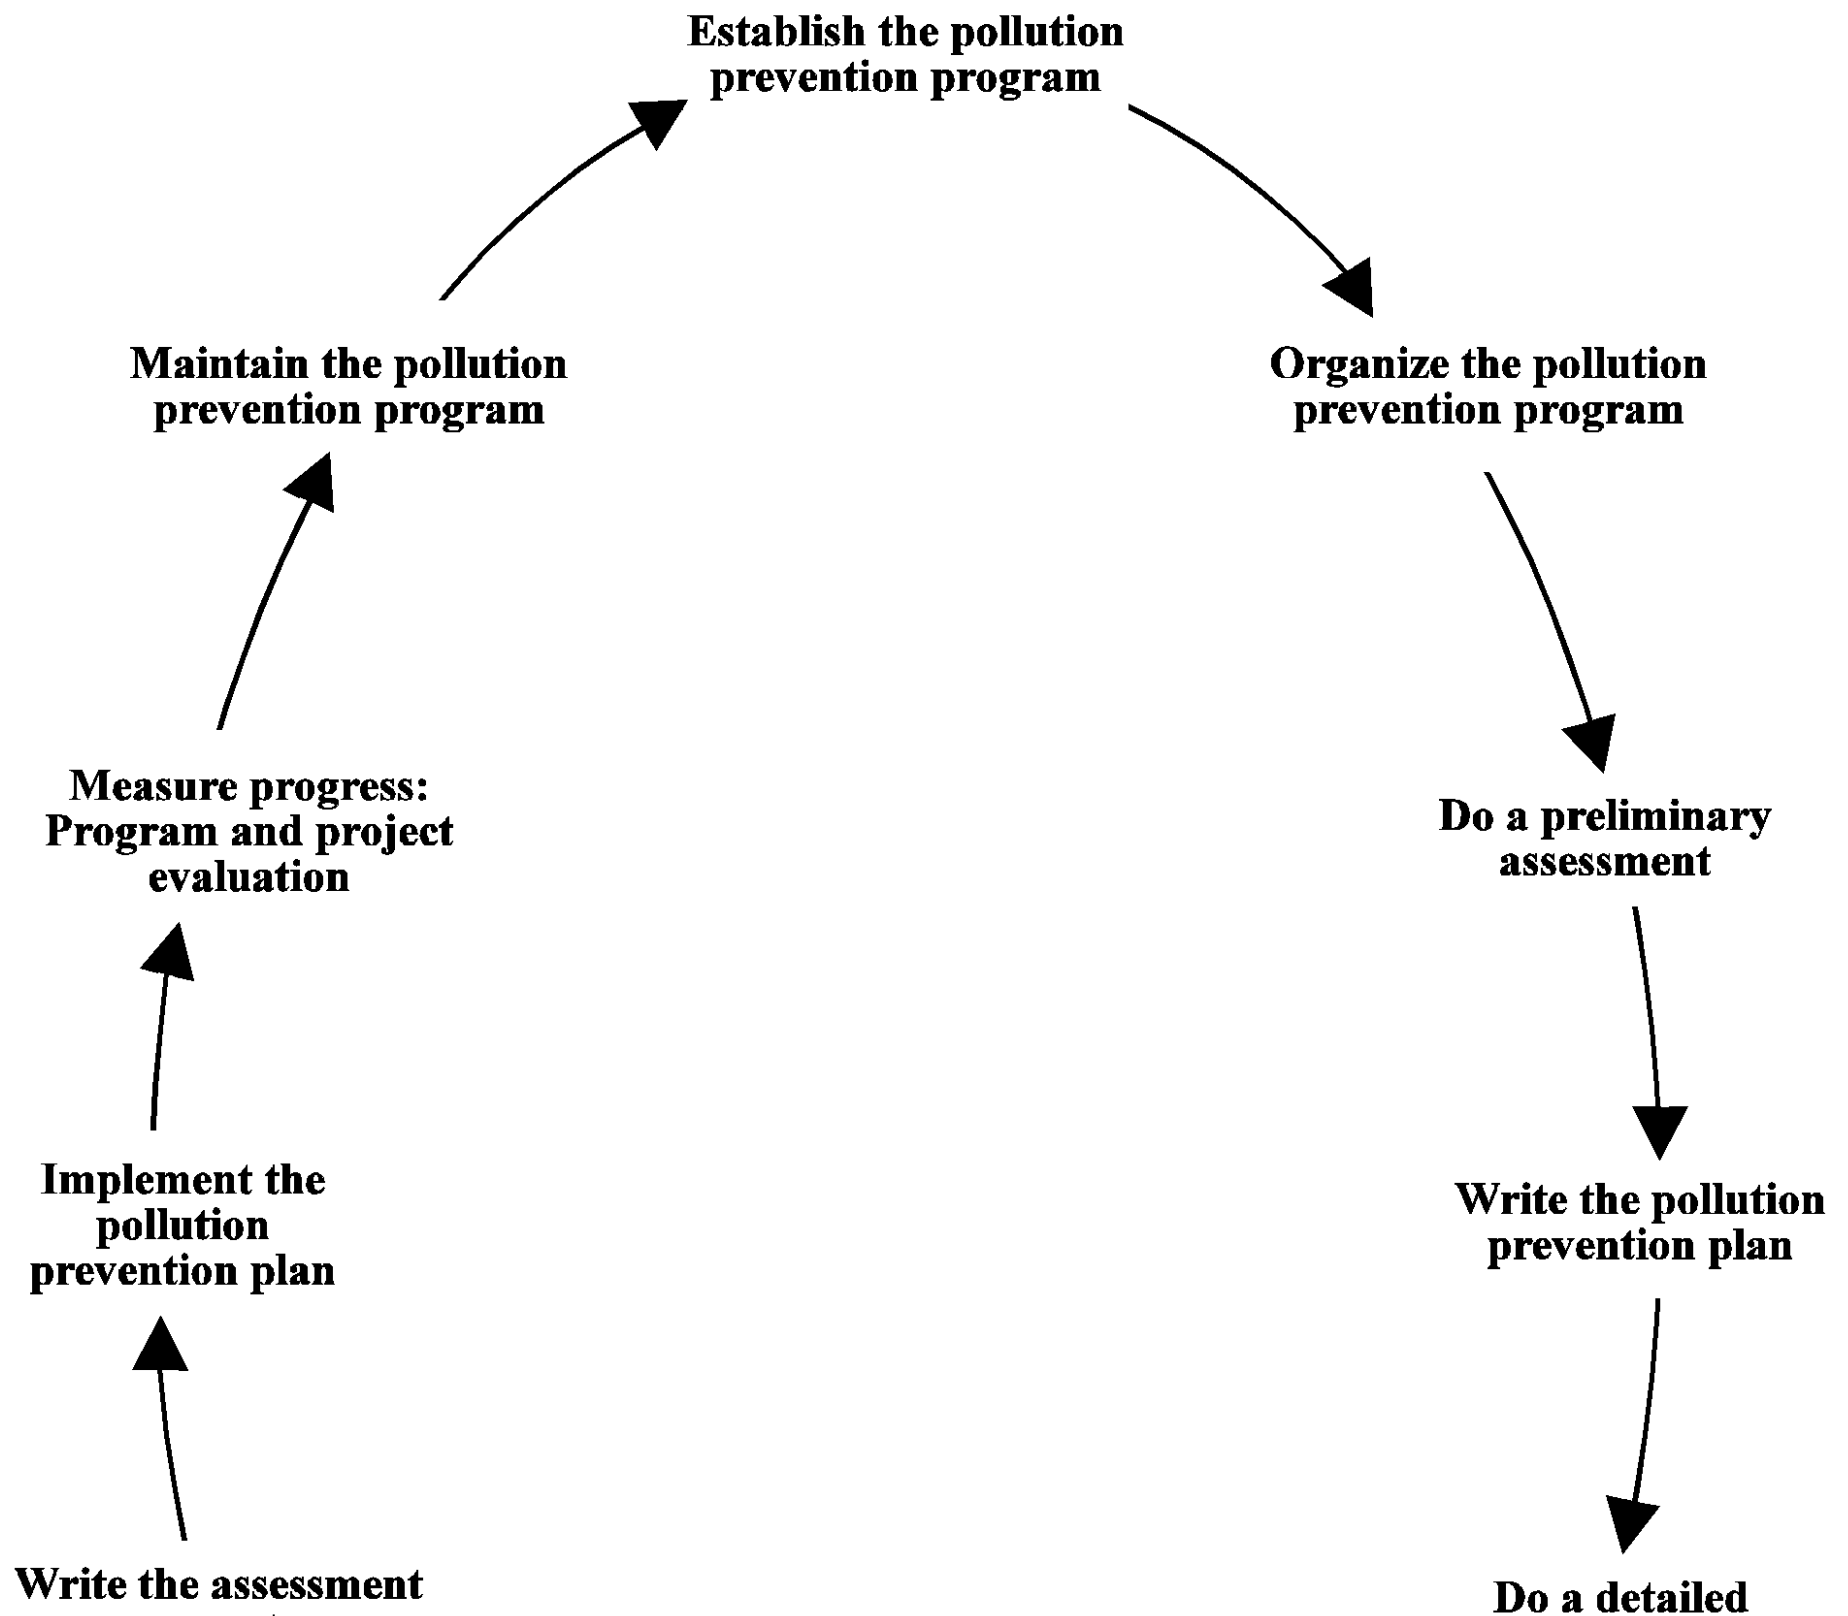 Establish the pollution
prevention program
Organize the pollution
prevention program
Do a preliminary
assessment
Write the pollution
prevention plan
Do a detailed
Write the assessment
Implement the
pollution
prevention plan
Measure progress:
Program and project
evaluation
Maintain the pollution
prevention program